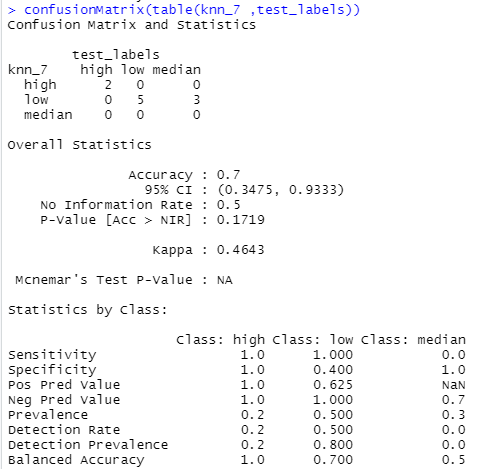 > confusionMatrix(table(knn_7 ,test_labels))
Confusion Matrix and Statistics
test_labels
knn_7 high low median
high 2 0 0
low 0 5 3
median 0 0 0
Overall Statistics
Accuracy : 0.7
95% CI : (0.3475, 0.9333)
No Information Rate : 0.5
P-Value [Acc > NIR] : 0.1719
Kappa : 0.4643
Mcnemar's Test P-Value : NA
Statistics by Class:
Class: high Class: low Class: median
Sensitivity 1.0 1.000 0.0
Specificity 1.0 0.400 1.0
Pos Pred Value 1.0 0.625 NaN
Neg Pred Value 1.0 1.000 0.7
Prevalence 0.2 0.500 0.3
Detection Rate 0.2 0.500 0.0
Detection Prevalence 0.2 0.800 0.0
Balanced Accuracy 1.0 0.700 0.5